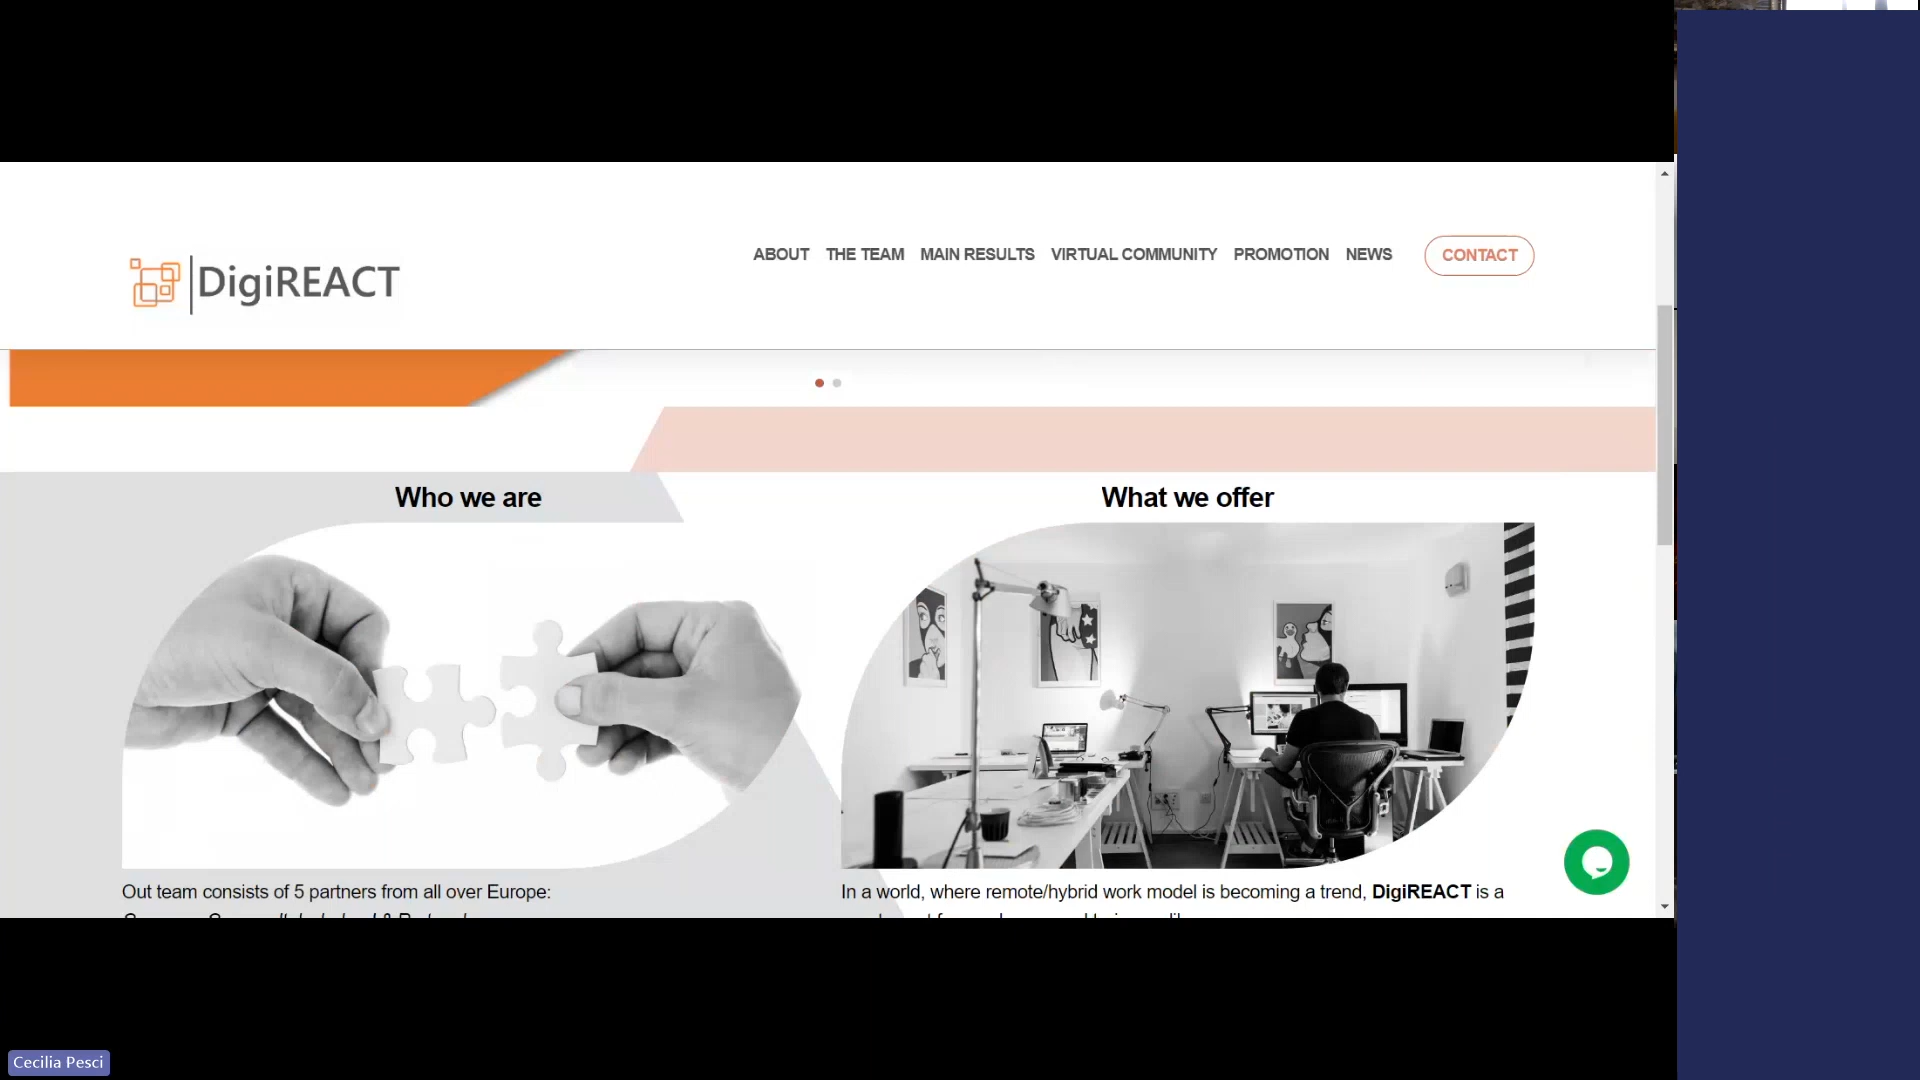 DigiREACT
ABOUT THE TEAM MAIN RESULTS VIRTUAL COMMUNITY PROMOTION NEWS CONTACT
Who we are
What we offer
Out team consists of 5 partners from all over Europe:
In a world, where remote/hybrid work model is becoming a trend, DigiREACT is a
Cecilia Pesci